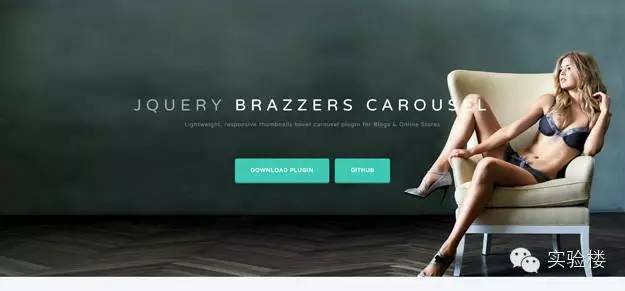 JQUERY BRAZZERS CAROUSEL
Lightweight, responsive thumbnails hover carousel plugin for Blogs & Online Stores
DOWNLOAD PLUGIN
GITHUB
实验楼